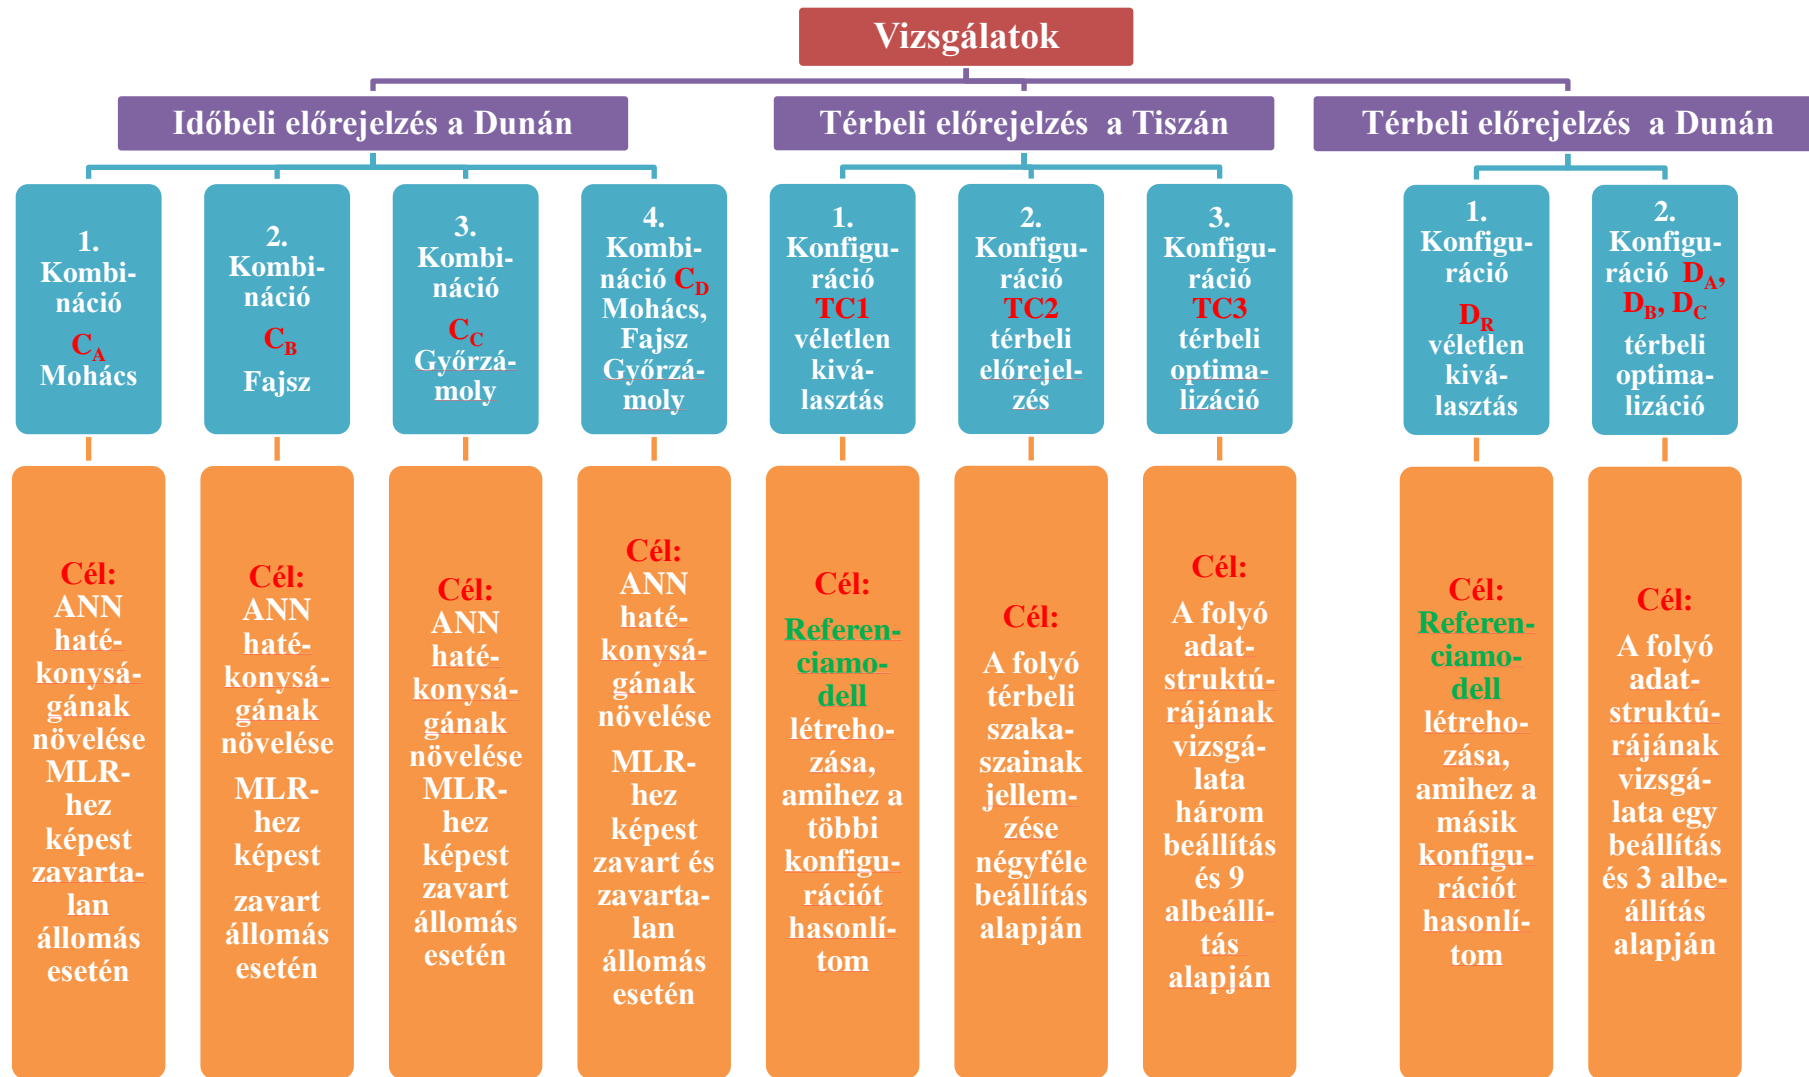 Vizsgálatok
Időbeli előrejelzés a Dunán
Térbeli előrejelzés a Tiszán
Térbeli előrejelzés a Dunán
1.
Kombi-
náció
C_A
Mohács
2.
Kombi-
náció
C_B
Fajsz
3.
Kombi-
náció
C_C
Győrzá-
moly
4.
Kombi-
náció C_D
Mohács,
Fajsz
Győrzá-
moly
1.
Konfigu-
ráció
TC1
véletlen
kivá-
lasztás
2.
Konfigu-
ráció
TC2
térbeli
előrejel-
zés
3.
Konfigu-
ráció
TC3
térbeli
optima-
lizáció
1.
Konfigu-
ráció
D_R
véletlen
kivá-
lasztás
2.
Konfigu-
ráció D_A,
D_B, D_C
térbeli
optima-
lizáció
Cél:
ANN
haté-
konysá-
gának
növelése
MLR-
hez
képest
zavarta-
lan
állomás
esetén
Cél:
ANN
haté-
konysá-
gának
növelése
MLR-
hez
képest
zavart
állomás
esetén
Cél:
ANN
haté-
konysá-
gának
növelése
MLR-
hez
képest
zavart
állomás
esetén
Cél:
ANN
haté-
konysá-
gának
növelése
MLR-
hez
képest
zavart és
zavarta-
lan
állomás
esetén
Cél:
Referen-
ciamo-
dell
létreho-
zása,
amihez a
többi
konfigu-
rációt
hasonlí-
tom
Cél:
A folyó
térbeli
szaka-
szainak
jellem-
zése
négyféle
beállítás
alapján
Cél:
A folyó
adat-
struktú-
rájának
vizsgá-
lata
három
beállítás
és 9
albeállí-
tás
alapján
Cél:
Referen-
ciamo-
dell
létreho-
zása,
amihez a
másik
konfigu-
rációt
hasonlí-
tom
Cél:
A folyó
adat-
struktú-
rájának
vizsgá-
lata egy
beállítás
és 3 albe-
állítás
alapján